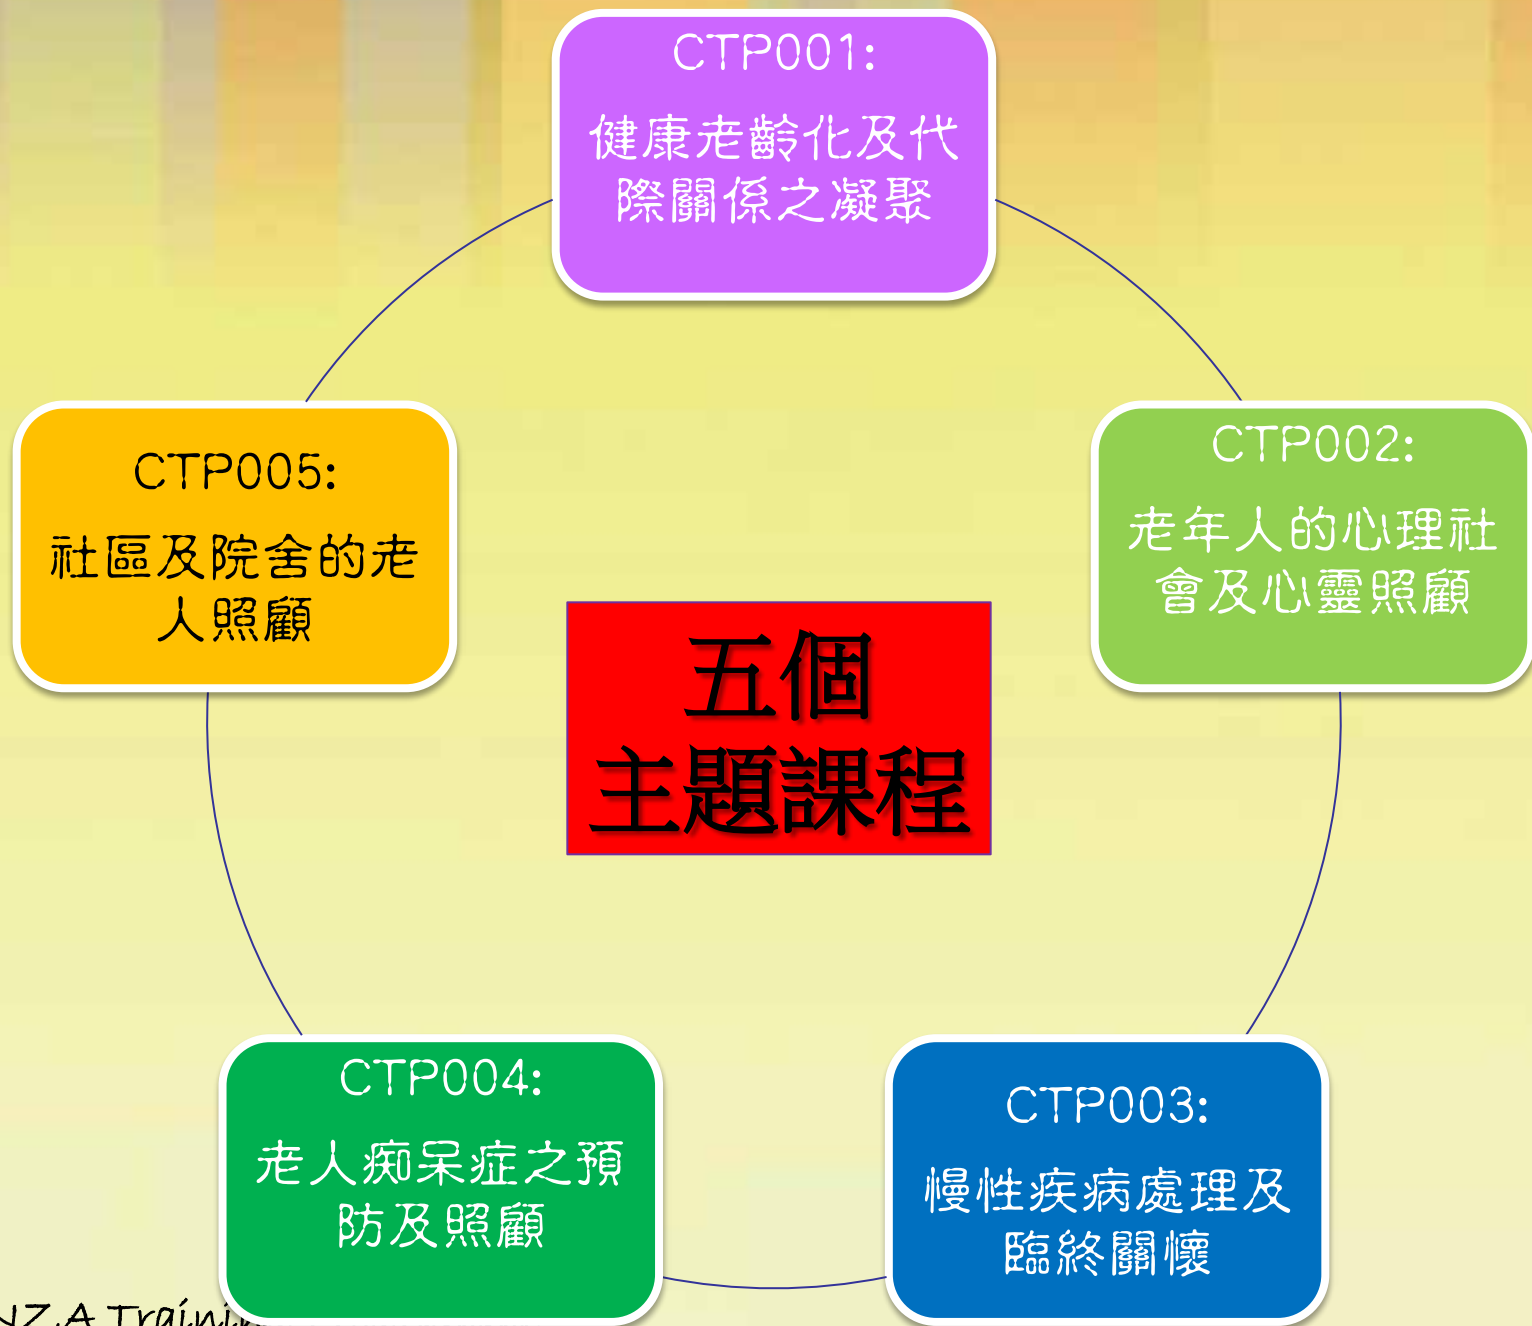 CTP001:
健康老齡化及代
際關係之凝聚
CTP002:
老年人的心理社
會及心靈照顧
CTP003:
慢性疾病處理及
臨終關懷
CTP004:
老人痴呆症之預
防及照顧
CTP005:
社區及院舍的老
人照顧
五個
主題課程